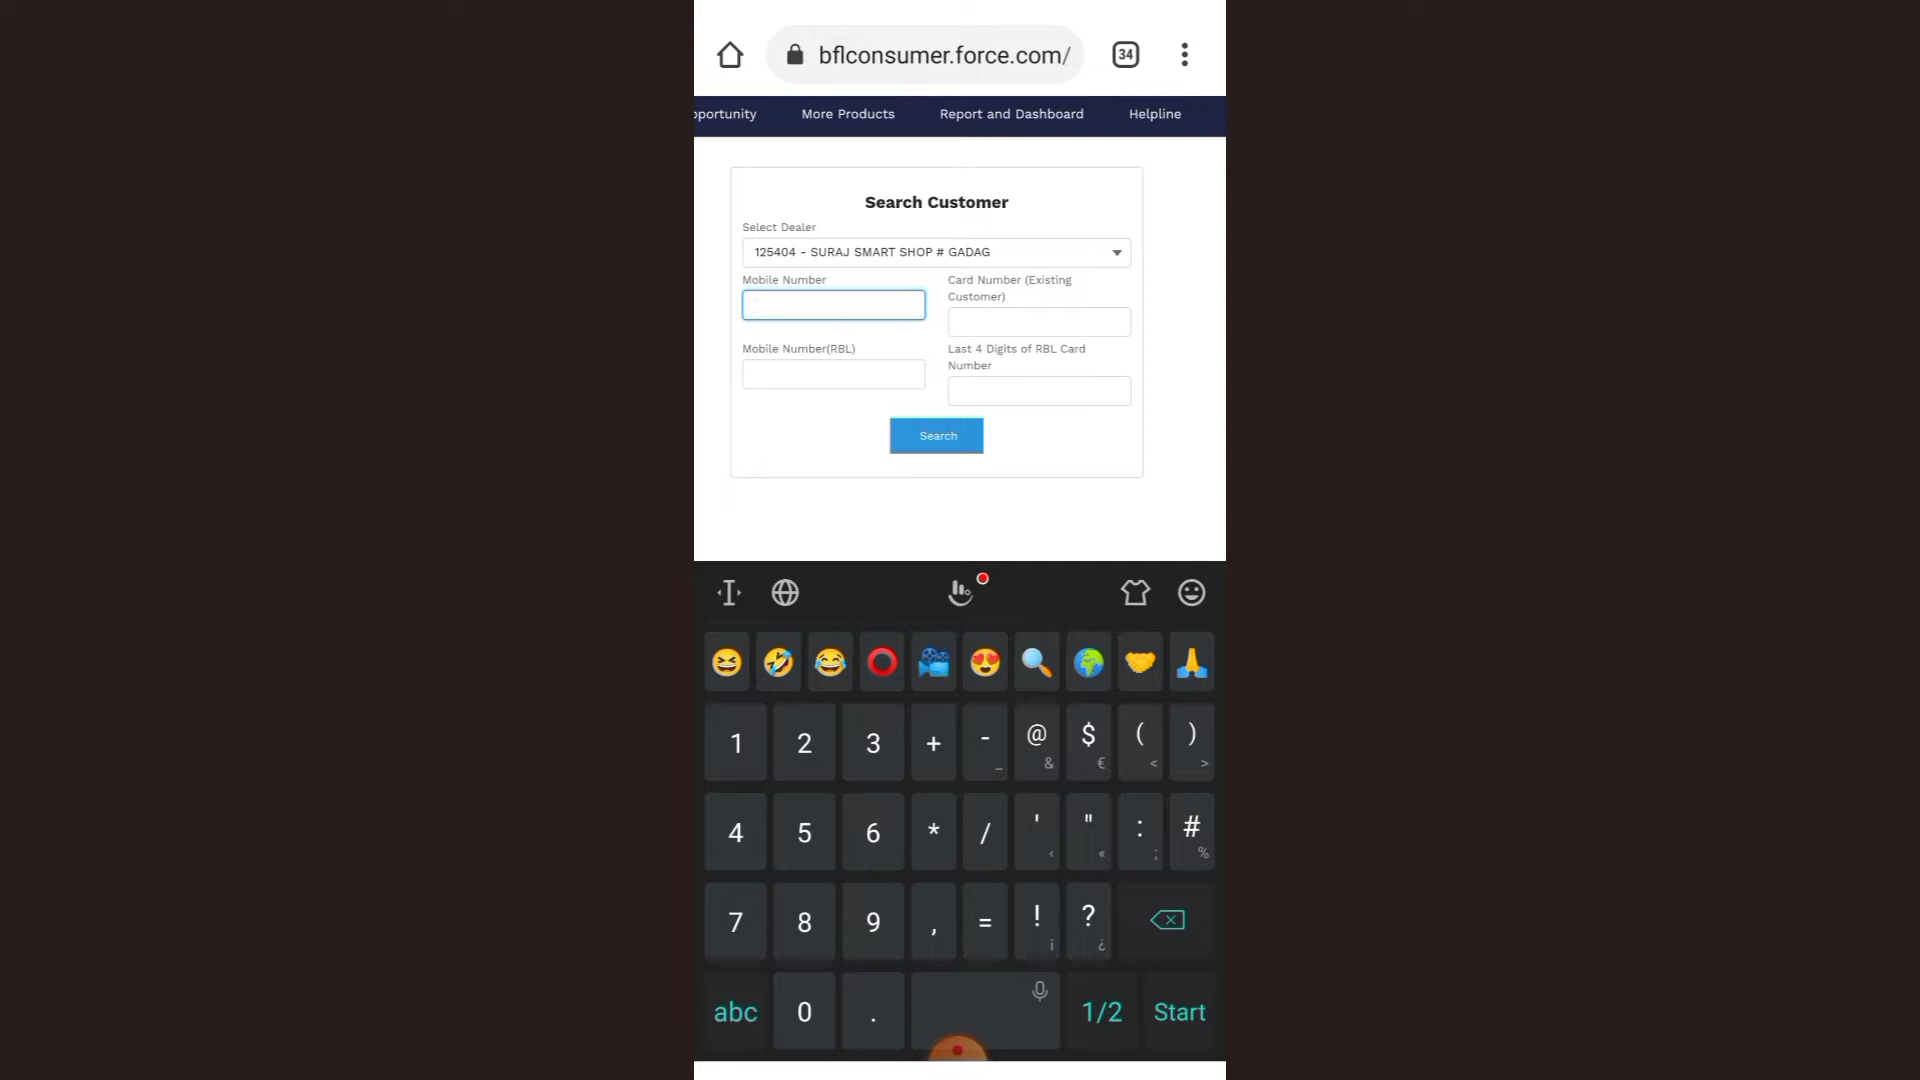 bflconsumer.force.com/
34
pportunity More Products Report and Dashboard Helpline
Search Customer
Select Dealer
125404 - SURAJ SMART SHOP # GADAG
Mobile Number
Card Number (Existing
Customer)
Mobile Number(RBL)
Last 4 Digits of RBL Card
Number
Search
1 2 3 + - _ @ & $ € ( < ) >
4 5 6 * / ' ‹ " « : ; # %
7 8 9 , = ! ¡ ? ¿
abc 0 . 1/2 Start